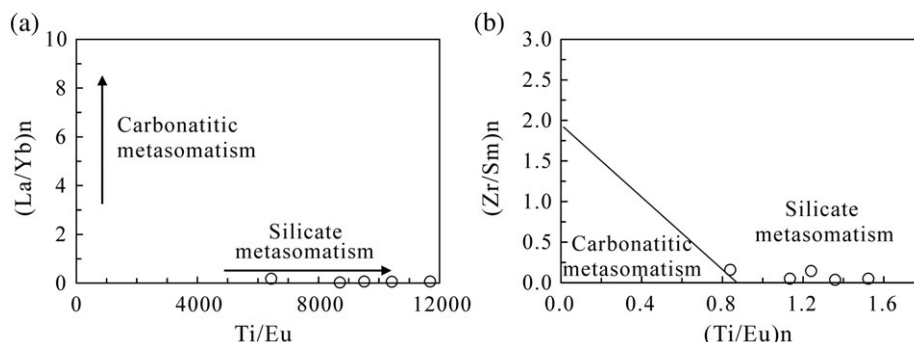 (a)
10
8
6
4
2
0
(La/Yb)n
Carbonatitic
metasomatism
Silicate
metasomatism
0
4000
8000
12000
Ti/Eu
(b)
3.0
2.5
2.0
1.5
1.0
0.5
0.0
(Zr/Sm)n
Silicate
metasomatism
Carbonatitic
metasomatism
0.0
0.4
0.8
1.2
1.6
(Ti/Eu)n